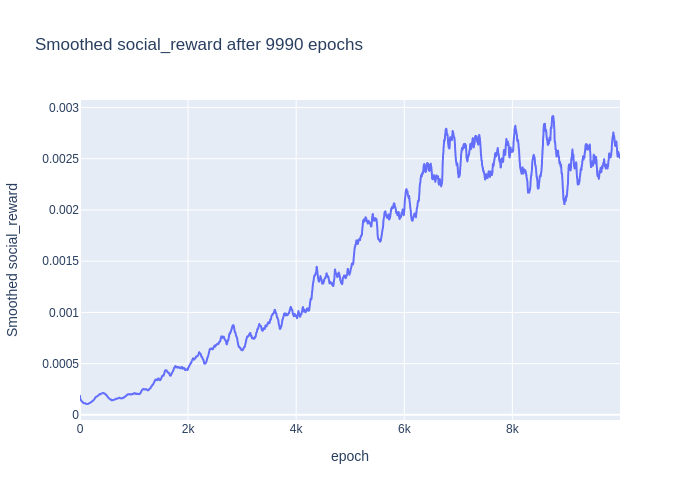 Smoothed social_reward after 9990 epochs
Smoothed social_reward
0.003
0.0025
0.002
0.0015
0.001
0.0005
0
0 2k 4k 6k 8k
epoch